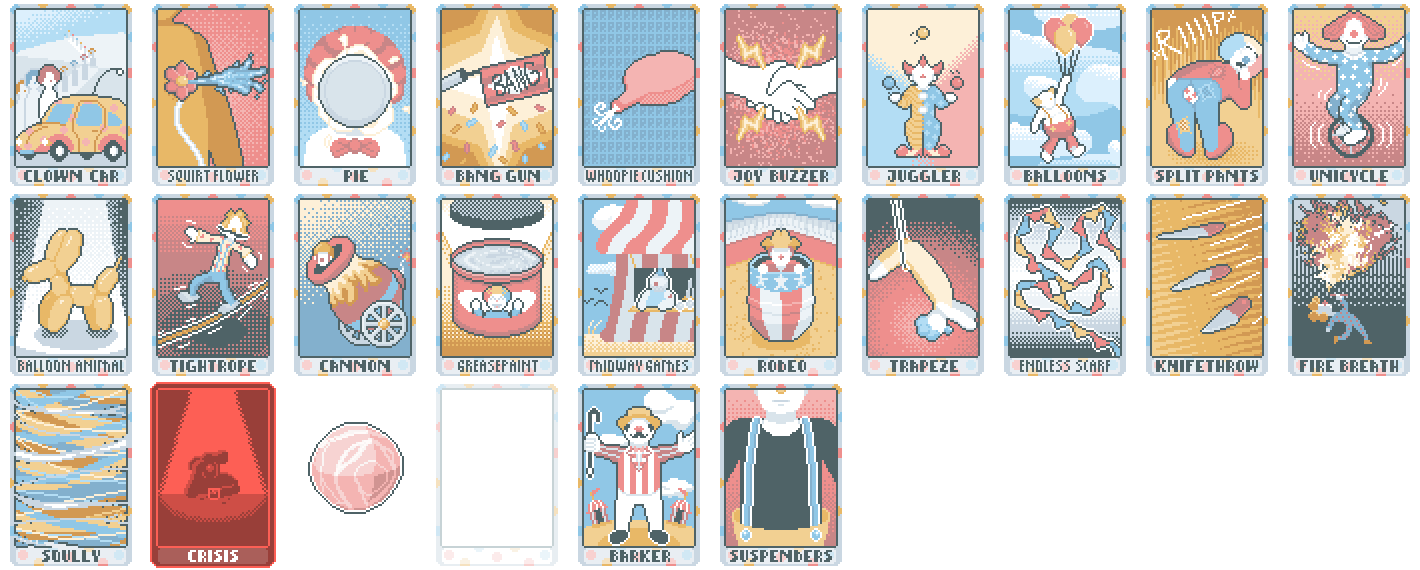 CLOWN CAR
SQUIRT FLOWER
PIE
BANG
BANG GUN
WHOOPIE CUSHION
JOY BUZZER
JUGGLER
BALLOONS
RIIIIP!
SPLIT PANTS
UNICYCLE
BALLOON ANIMAL
TIGHTROPE
CANNON
GREASEPAINT
MIDWAY GAMES
RODEO
TRAPEZE
ENDLESS SCARF
KNIFETHROW
FIRE BREATH
SOULLY
CRISIS
BARKER
SUSPENDERS